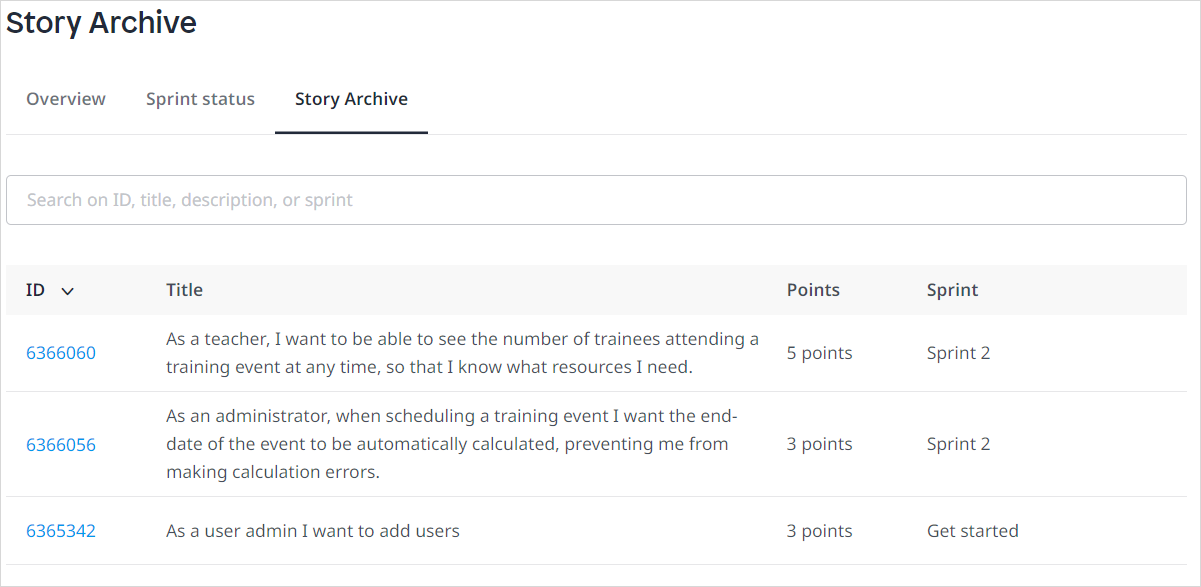 Story Archive
Overview Sprint status Story Archive
Search on ID, title, description, or sprint
ID Title Points Sprint
As a teacher, I want to be able to see the number of trainees attending a
6366060 training event at any time, so that I know what resources I need. 5 points Sprint 2
As an administrator, when scheduling a training event I want the end-
6366056 date of the event to be automatically calculated, preventing me from 3 points Sprint 2
making calculation errors.
6365342 As a user admin I want to add users 3 points Get started